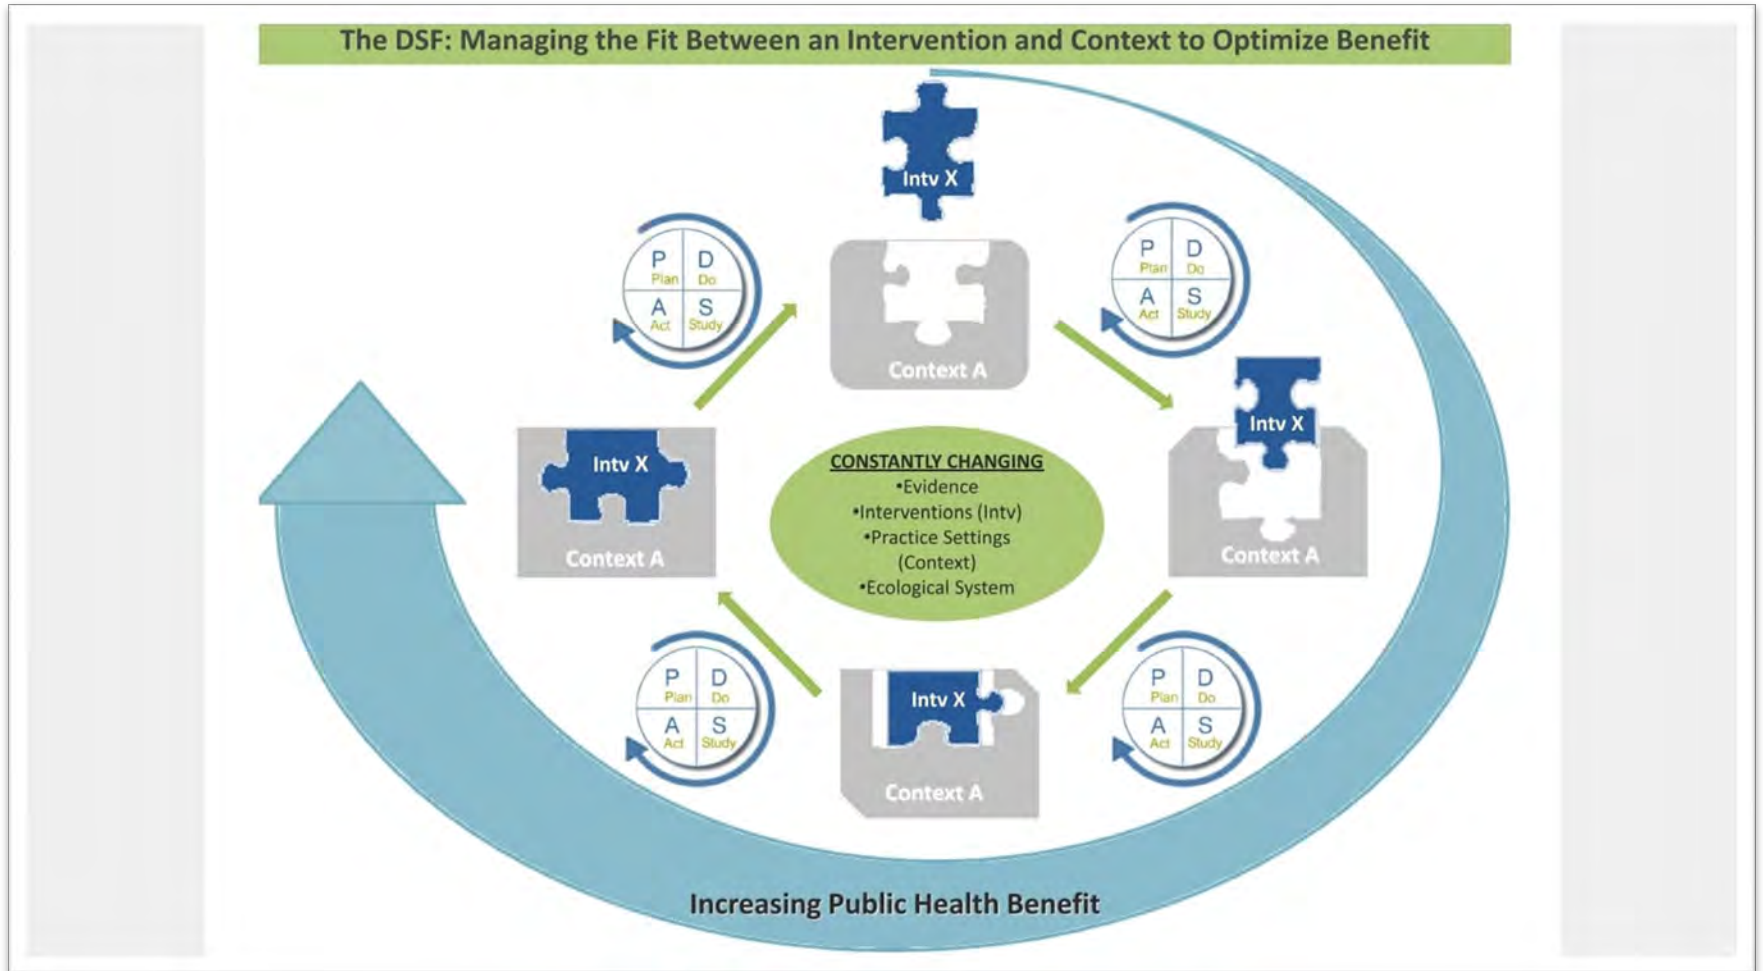 The DSF: Managing the Fit Between an Intervention and Context to Optimize Benefit
Intv X
Context A
P D
Plan Do
A S
Act Study
P D
Plan Do
A S
Act Study
Intv X
Context A
Intv X
Context A
CONSTANTLY CHANGING
•Evidence
•Interventions (Intv)
•Practice Settings
(Context)
•Ecological System
P D
Plan Do
A S
Act Study
P D
Plan Do
A S
Act Study
Intv X
Context A
Increasing Public Health Benefit